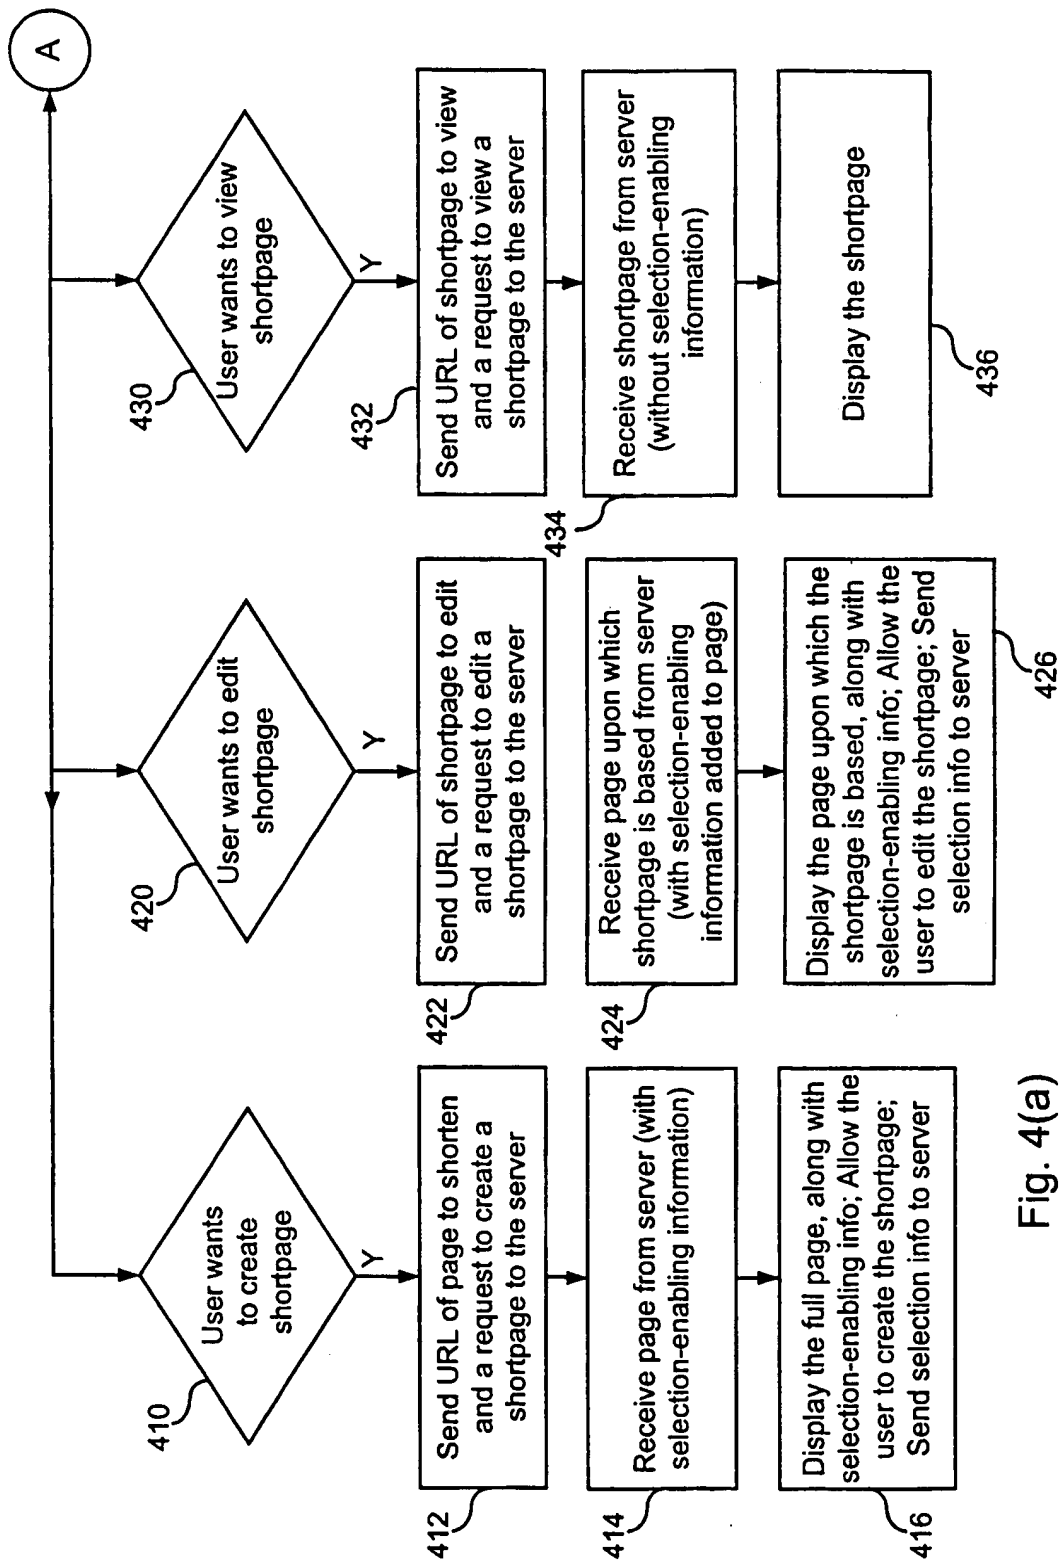 A
410
User wants
to create
shortpage
Y
412
Send URL of page to shorten
and a request to create a
shortpage to the server
414
Receive page from server (with
selection-enabling information)
416
Display the full page, along with
selection-enabling info; Allow the
user to create the shortpage;
Send selection info to server
420
User wants to edit
shortpage
Y
422
Send URL of shortpage to edit
and a request to edit a
shortpage to the server
424
Receive page upon which
shortpage is based from server
(with selection-enabling
information added to page)
426
Display the page upon which the
shortpage is based, along with
selection-enabling info; Allow the
user to edit the shortpage; Send
selection info to server
430
User wants to view
shortpage
Y
432
Send URL of shortpage to view
and a request to view a
shortpage to the server
434
Receive shortpage from server
(without selection-enabling
information)
436
Display the shortpage
Fig. 4(a)